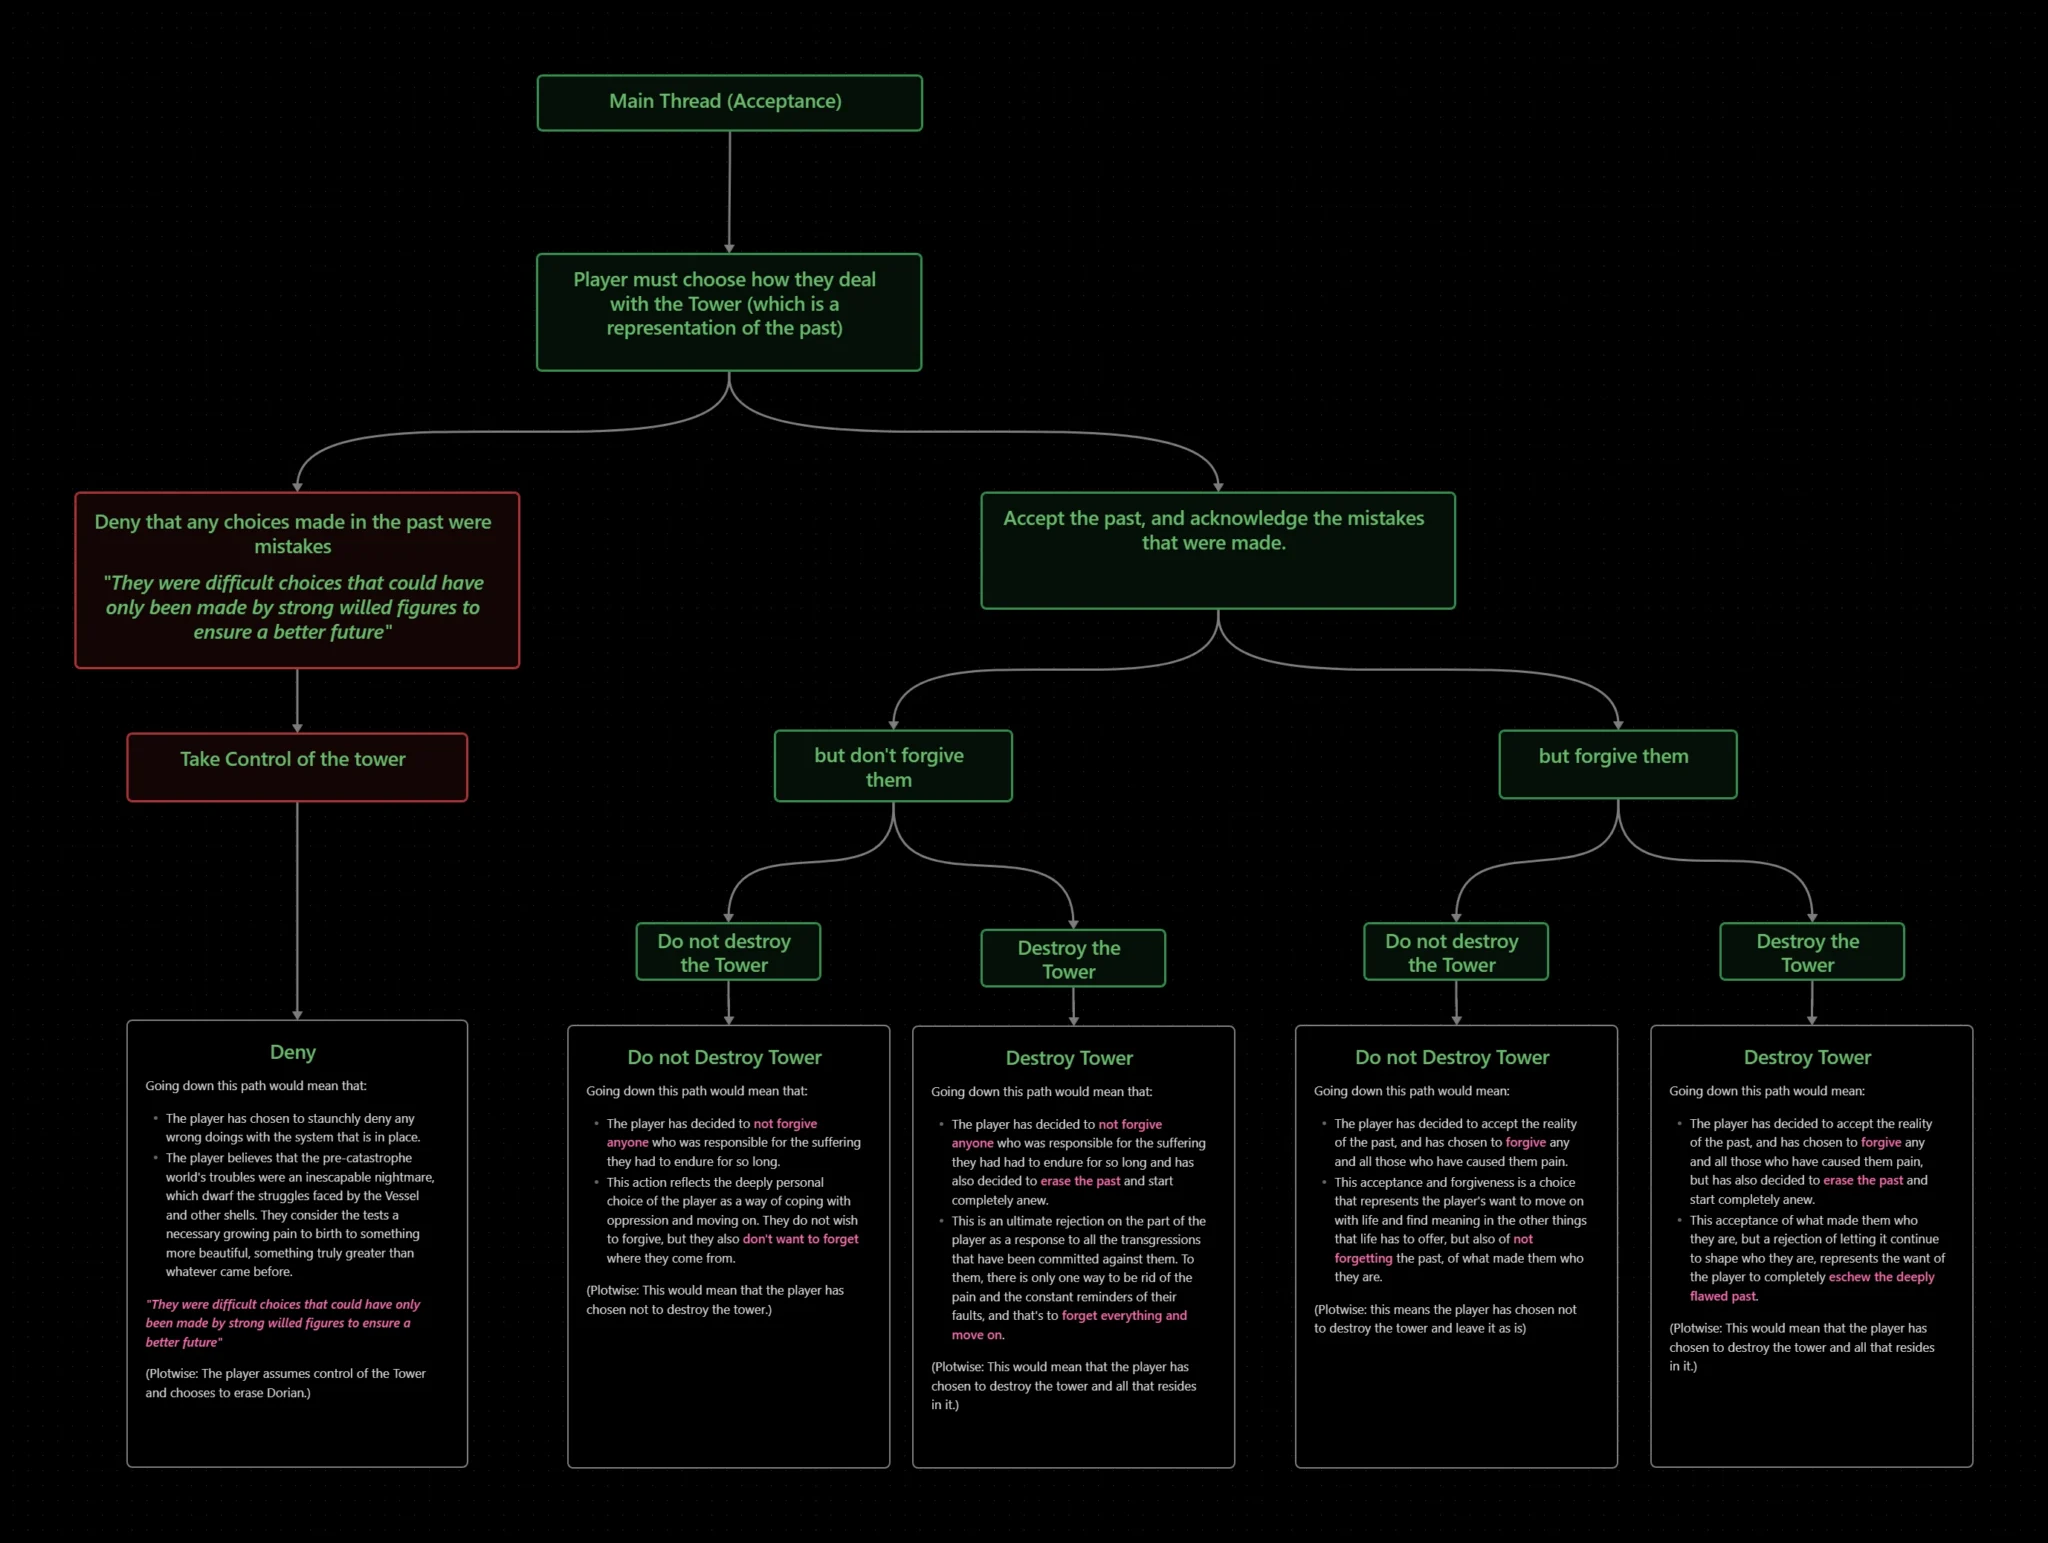 Main Thread (Acceptance)
Player must choose how they deal
with the Tower (which is a
representation of the past)
Deny that any choices made in the past were
mistakes
"They were difficult choices that could have
only been made by strong willed figures to
ensure a better future"
Accept the past, and acknowledge the mistakes
that were made.
Take Control of the tower
but don't forgive
them
but forgive them
Do not destroy
the Tower
Destroy the
Tower
Do not destroy
the Tower
Destroy the
Tower
Deny
Going down this path would mean that:
• The player has chosen to staunchly deny any
wrong doings with the system that is in place.
• The player believes that the pre-catastrophe
world's troubles were an inescapable nightmare,
which dwarf the struggles faced by the Vessel
and other shells. They consider the tests a
necessary growing pain to birth to something
more beautiful, something truly greater than
whatever came before.
"They were difficult choices that could have only
been made by strong willed figures to ensure a
better future"
(Plotwise: The player assumes control of the Tower
and chooses to erase Dorian.)
Do not Destroy Tower
Going down this path would mean that:
• The player has decided to not forgive
anyone who was responsible for the suffering
they had to endure for so long.
• This action reflects the deeply personal
choice of the player as a way of coping with
oppression and moving on. They do not wish
to forgive, but they also don't want to forget
where they come from.
(Plotwise: This would mean that the player has
chosen not to destroy the tower.)
Destroy Tower
Going down this path would mean that:
• The player has decided to not forgive
anyone who was responsible for the suffering
they had had to endure for so long and has
also decided to erase the past and start
completely anew.
• This is an ultimate rejection on the part of the
player as a response to all the transgressions
that have been committed against them. To
them, there is only one way to be rid of the
pain and the constant reminders of their
faults, and that's to forget everything and
move on.
(Plotwise: This would mean that the player has
chosen to destroy the tower and all that resides
in it.)
Do not Destroy Tower
Going down this path would mean:
• The player has decided to accept the reality
of the past, and has chosen to forgive any
and all those who have caused them pain.
• This acceptance and forgiveness is a choice
that represents the player's want to move on
with life and find meaning in the other things
that life has to offer, but also of not
forgetting the past, of what made them who
they are.
(Plotwise: this means the player has chosen not
to destroy the tower and leave it as is)
Destroy Tower
Going down this path would mean:
• The player has decided to accept the reality
of the past, and has chosen to forgive any
and all those who have caused them pain,
but has also decided to erase the past and
start completely anew.
• This acceptance of what made them who
they are, but a rejection of letting it continue
to shape who they are, represents the want of
the player to completely eschew the deeply
flawed past.
(Plotwise: This would mean that the player has
chosen to destroy the tower and all that resides
in it.)